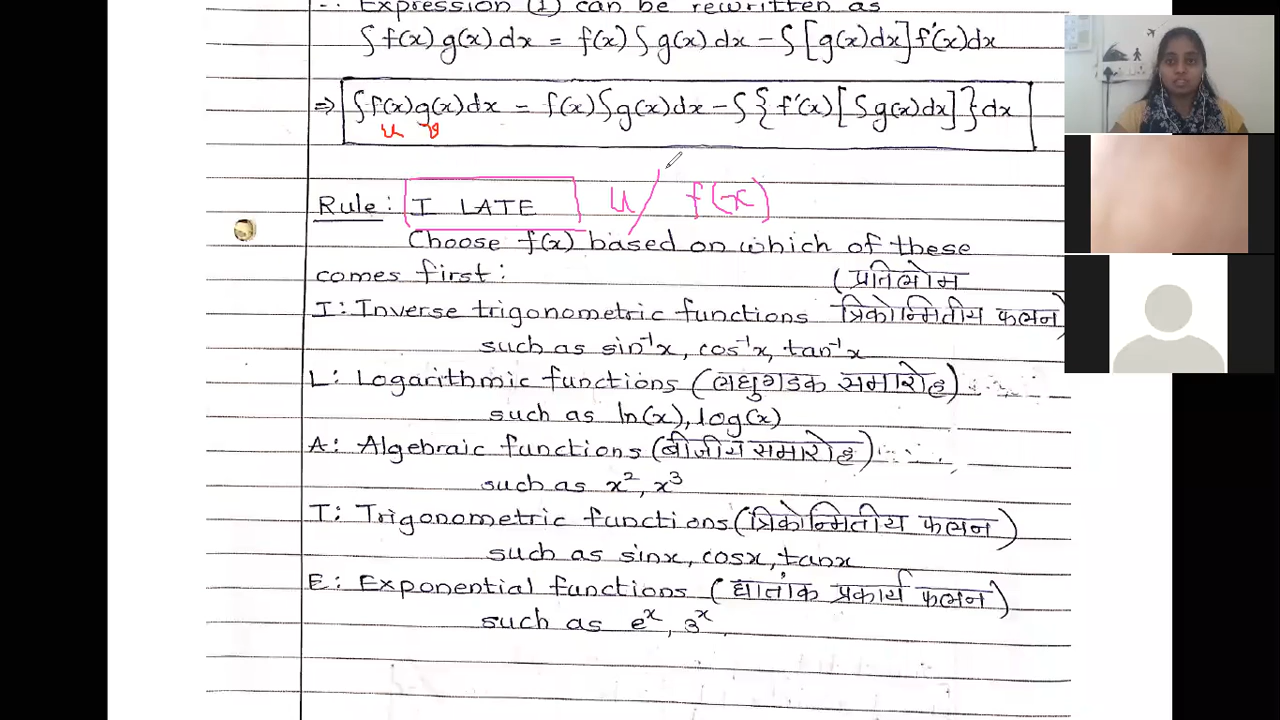 ∴ Expression (1) can be rewritten as
∫ f(x) g(x) dx = f(x) ∫ g(x) dx − ∫ [g(x)dx] f'(x)dx
⇒ ∫ f(x) g(x) dx = f(x) ∫ g(x) dx − ∫ { f'(x) [∫ g(x) dx] } dx
u v
Rule: I LATE u / f(x)
Choose f(x) based on which of these
comes first:
(प्रतिलोम
I: Inverse trigonometric functions त्रिकोन्मितीय फलन)
such as sin⁻¹x, cos⁻¹x, tan⁻¹x
L: Logarithmic functions (लघुगडक समारोह)
such as ln(x), log(x)
A: Algebraic functions (बीजीय समारोह)
such as x², x³
T: Trigonometric functions (त्रिकोन्मितीय फलन)
such as sinx, cosx, tanx
E: Exponential functions (घातांक प्रकार्य फलन)
such as eˣ, 3ˣ